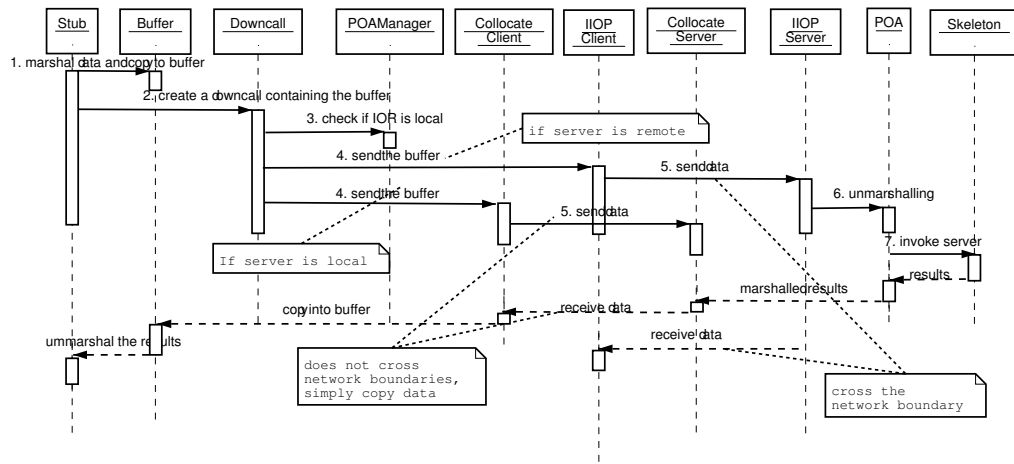 Stub
Buffer
Downcall
POAManager
Collocate
Client
IIOP
Client
Collocate
Server
IIOP
Server
POA
Skeleton
1. marshal data andcopy to buffer
2. create a downcall containing the buffer
3. check if IOR is local
if server is remote
4. sendthe buffer
5. senddata
4. sendthe buffer
6. unmarshalling
5. senddata
7. invoke server
If server is local
results
marshalledresults
copyinto buffer
receive data
unmarshal the results
receive data
does not cross
network boundaries,
simply copy data
cross the
network boundary